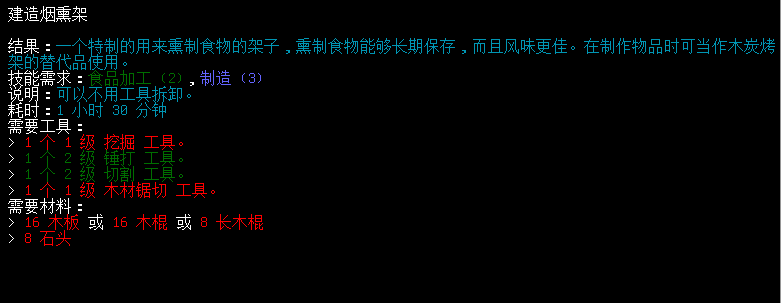 建造烟熏架
结果：一个特制的用来熏制食物的架子，熏制食物能够长期保存，而且风味更佳。在制作物品时可当作木炭烤
架的替代品使用。
技能需求：食品加工 (2)，制造 (3)
说明：可以不用工具拆卸。
耗时：1 小时 30 分钟
需要工具：
> 1 个 1 级 挖掘 工具。
> 1 个 2 级 锤打 工具。
> 1 个 2 级 切割 工具。
> 1 个 1 级 木材锯切 工具。
需要材料：
> 16 木板 或 16 木棍 或 8 长木棍
> 8 石头